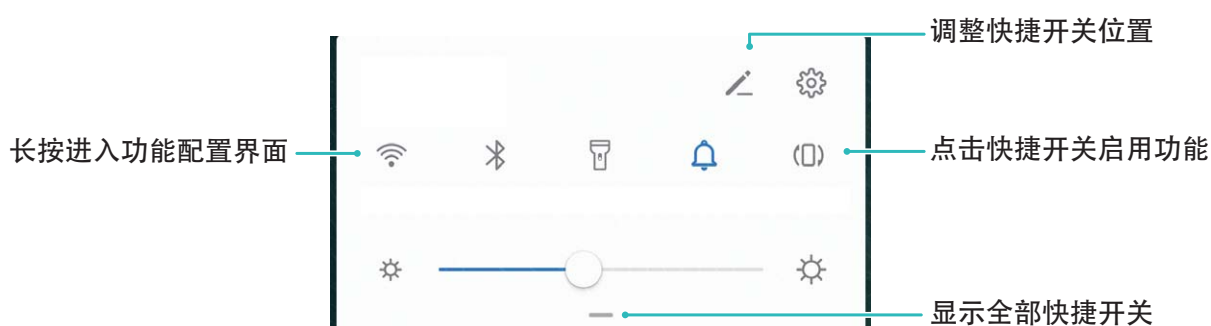 调整快捷开关位置
长按进入功能配置界面
点击快捷开关启用功能
显示全部快捷开关